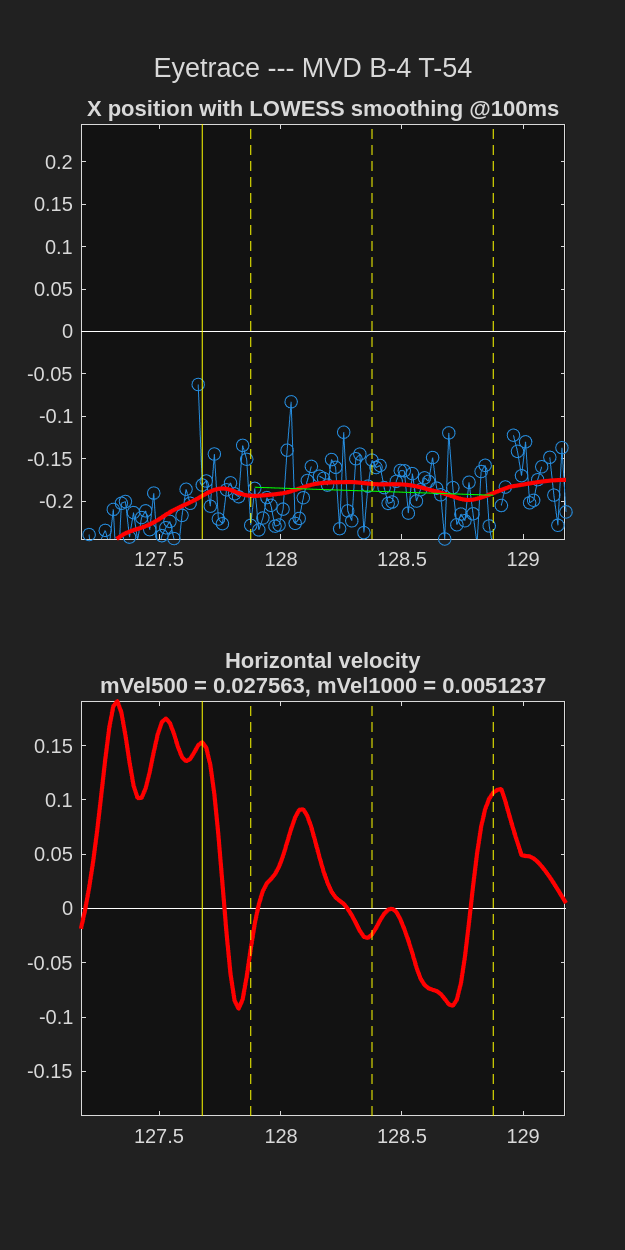 Eyetrace --- MVD B-4 T-54
X position with LOWESS smoothing @100ms
0.2
0.15
0.1
0.05
0
-0.05
-0.1
-0.15
-0.2
127.5 128 128.5 129
Horizontal velocity
mVel500 = 0.027563, mVel1000 = 0.0051237
0.15
0.1
0.05
0
-0.05
-0.1
-0.15
127.5 128 128.5 129